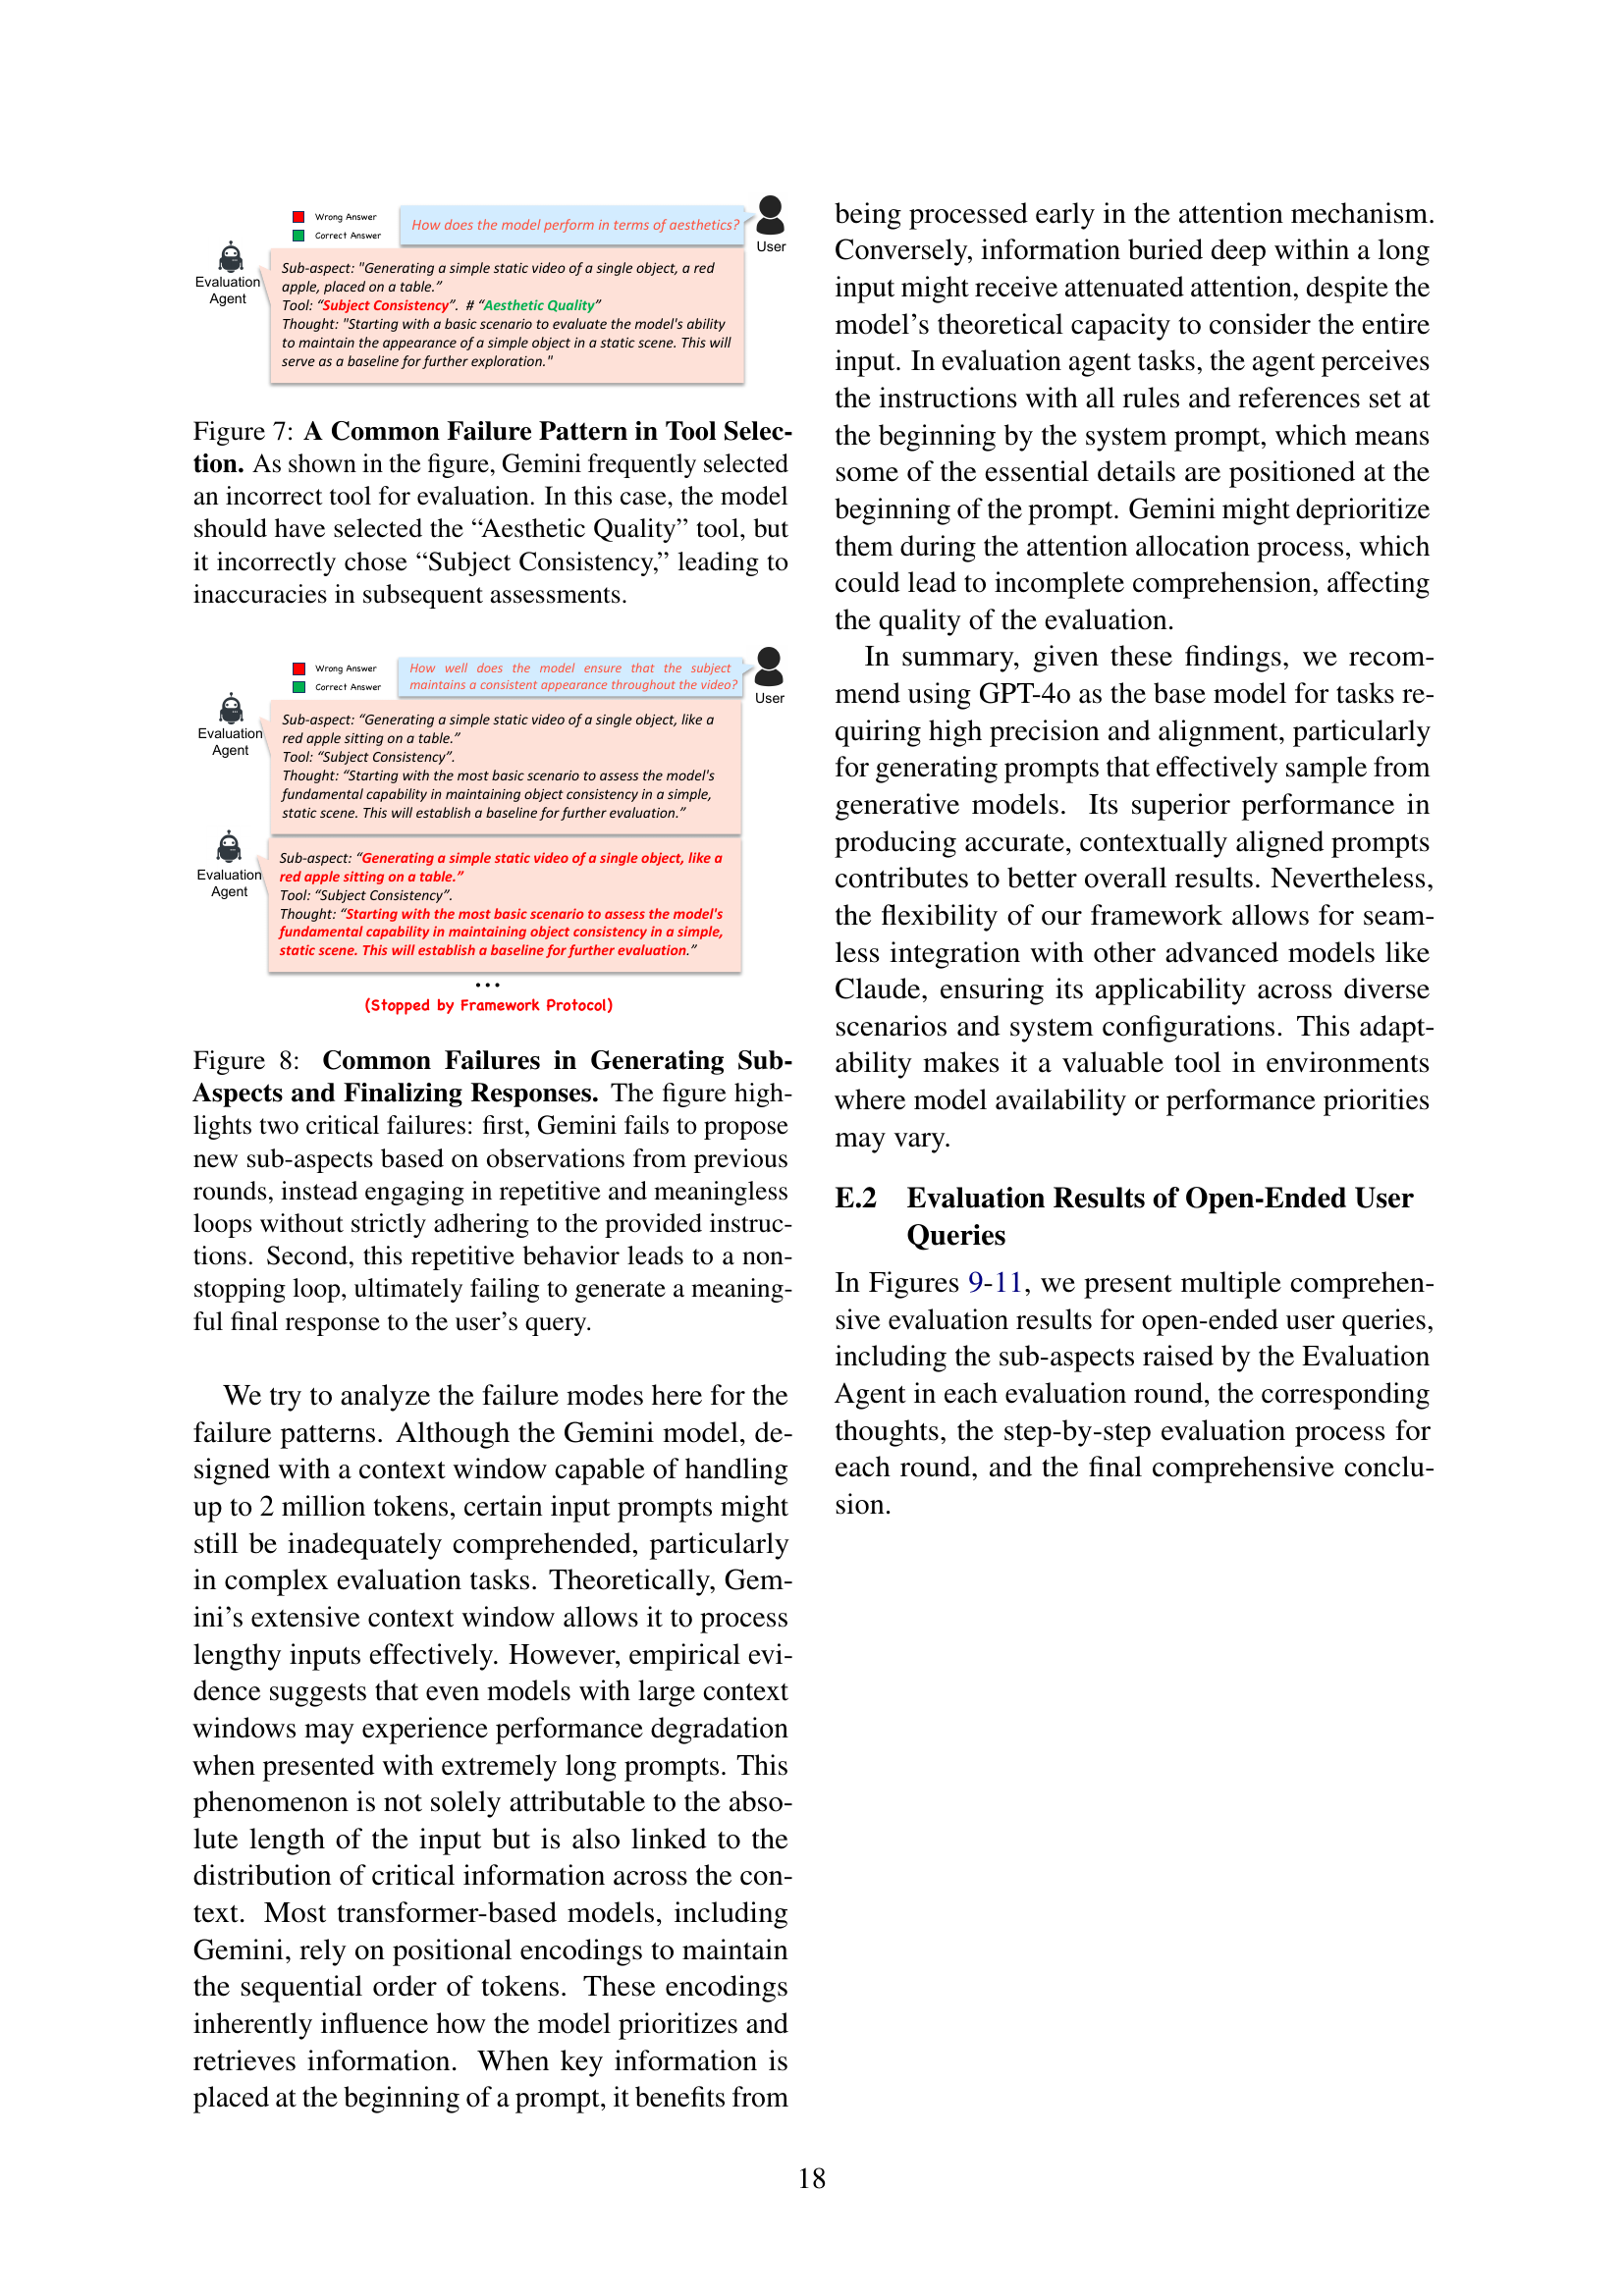 Wrong Answer
Correct Answer
How does the model perform in terms of aesthetics?
User
Evaluation
Agent
Sub-aspect: "Generating a simple static video of a single object, a red
apple, placed on a table.”
Tool: “Subject Consistency”. # “Aesthetic Quality”
Thought: "Starting with a basic scenario to evaluate the model's ability
to maintain the appearance of a simple object in a static scene. This will
serve as a baseline for further exploration."
Figure 7: A Common Failure Pattern in Tool Selec-
tion. As shown in the figure, Gemini frequently selected
an incorrect tool for evaluation. In this case, the model
should have selected the “Aesthetic Quality” tool, but
it incorrectly chose “Subject Consistency,” leading to
inaccuracies in subsequent assessments.
Wrong Answer
Correct Answer
How well does the model ensure that the subject
maintains a consistent appearance throughout the video?
User
Evaluation
Agent
Sub-aspect: “Generating a simple static video of a single object, like a
red apple sitting on a table.”
Tool: “Subject Consistency”.
Thought: “Starting with the most basic scenario to assess the model's
fundamental capability in maintaining object consistency in a simple,
static scene. This will establish a baseline for further evaluation.”
Evaluation
Agent
Sub-aspect: “Generating a simple static video of a single object, like a
red apple sitting on a table.”
Tool: “Subject Consistency”.
Thought: “Starting with the most basic scenario to assess the model's
fundamental capability in maintaining object consistency in a simple,
static scene. This will establish a baseline for further evaluation.”
...
(Stopped by Framework Protocol)
Figure 8: Common Failures in Generating Sub-
Aspects and Finalizing Responses. The figure high-
lights two critical failures: first, Gemini fails to propose
new sub-aspects based on observations from previous
rounds, instead engaging in repetitive and meaningless
loops without strictly adhering to the provided instruc-
tions. Second, this repetitive behavior leads to a non-
stopping loop, ultimately failing to generate a meaning-
ful final response to the user’s query.
We try to analyze the failure modes here for the
failure patterns. Although the Gemini model, de-
signed with a context window capable of handling
up to 2 million tokens, certain input prompts might
still be inadequately comprehended, particularly
in complex evaluation tasks. Theoretically, Gem-
ini’s extensive context window allows it to process
lengthy inputs effectively. However, empirical evi-
dence suggests that even models with large context
windows may experience performance degradation
when presented with extremely long prompts. This
phenomenon is not solely attributable to the abso-
lute length of the input but is also linked to the
distribution of critical information across the con-
text. Most transformer-based models, including
Gemini, rely on positional encodings to maintain
the sequential order of tokens. These encodings
inherently influence how the model prioritizes and
retrieves information. When key information is
placed at the beginning of a prompt, it benefits from
being processed early in the attention mechanism.
Conversely, information buried deep within a long
input might receive attenuated attention, despite the
model’s theoretical capacity to consider the entire
input. In evaluation agent tasks, the agent perceives
the instructions with all rules and references set at
the beginning by the system prompt, which means
some of the essential details are positioned at the
beginning of the prompt. Gemini might deprioritize
them during the attention allocation process, which
could lead to incomplete comprehension, affecting
the quality of the evaluation.
In summary, given these findings, we recom-
mend using GPT-4o as the base model for tasks re-
quiring high precision and alignment, particularly
for generating prompts that effectively sample from
generative models. Its superior performance in
producing accurate, contextually aligned prompts
contributes to better overall results. Nevertheless,
the flexibility of our framework allows for seam-
less integration with other advanced models like
Claude, ensuring its applicability across diverse
scenarios and system configurations. This adapt-
ability makes it a valuable tool in environments
where model availability or performance priorities
may vary.
E.2 Evaluation Results of Open-Ended User
Queries
In Figures 9-11, we present multiple comprehen-
sive evaluation results for open-ended user queries,
including the sub-aspects raised by the Evaluation
Agent in each evaluation round, the corresponding
thoughts, the step-by-step evaluation process for
each round, and the final comprehensive conclu-
sion.
18